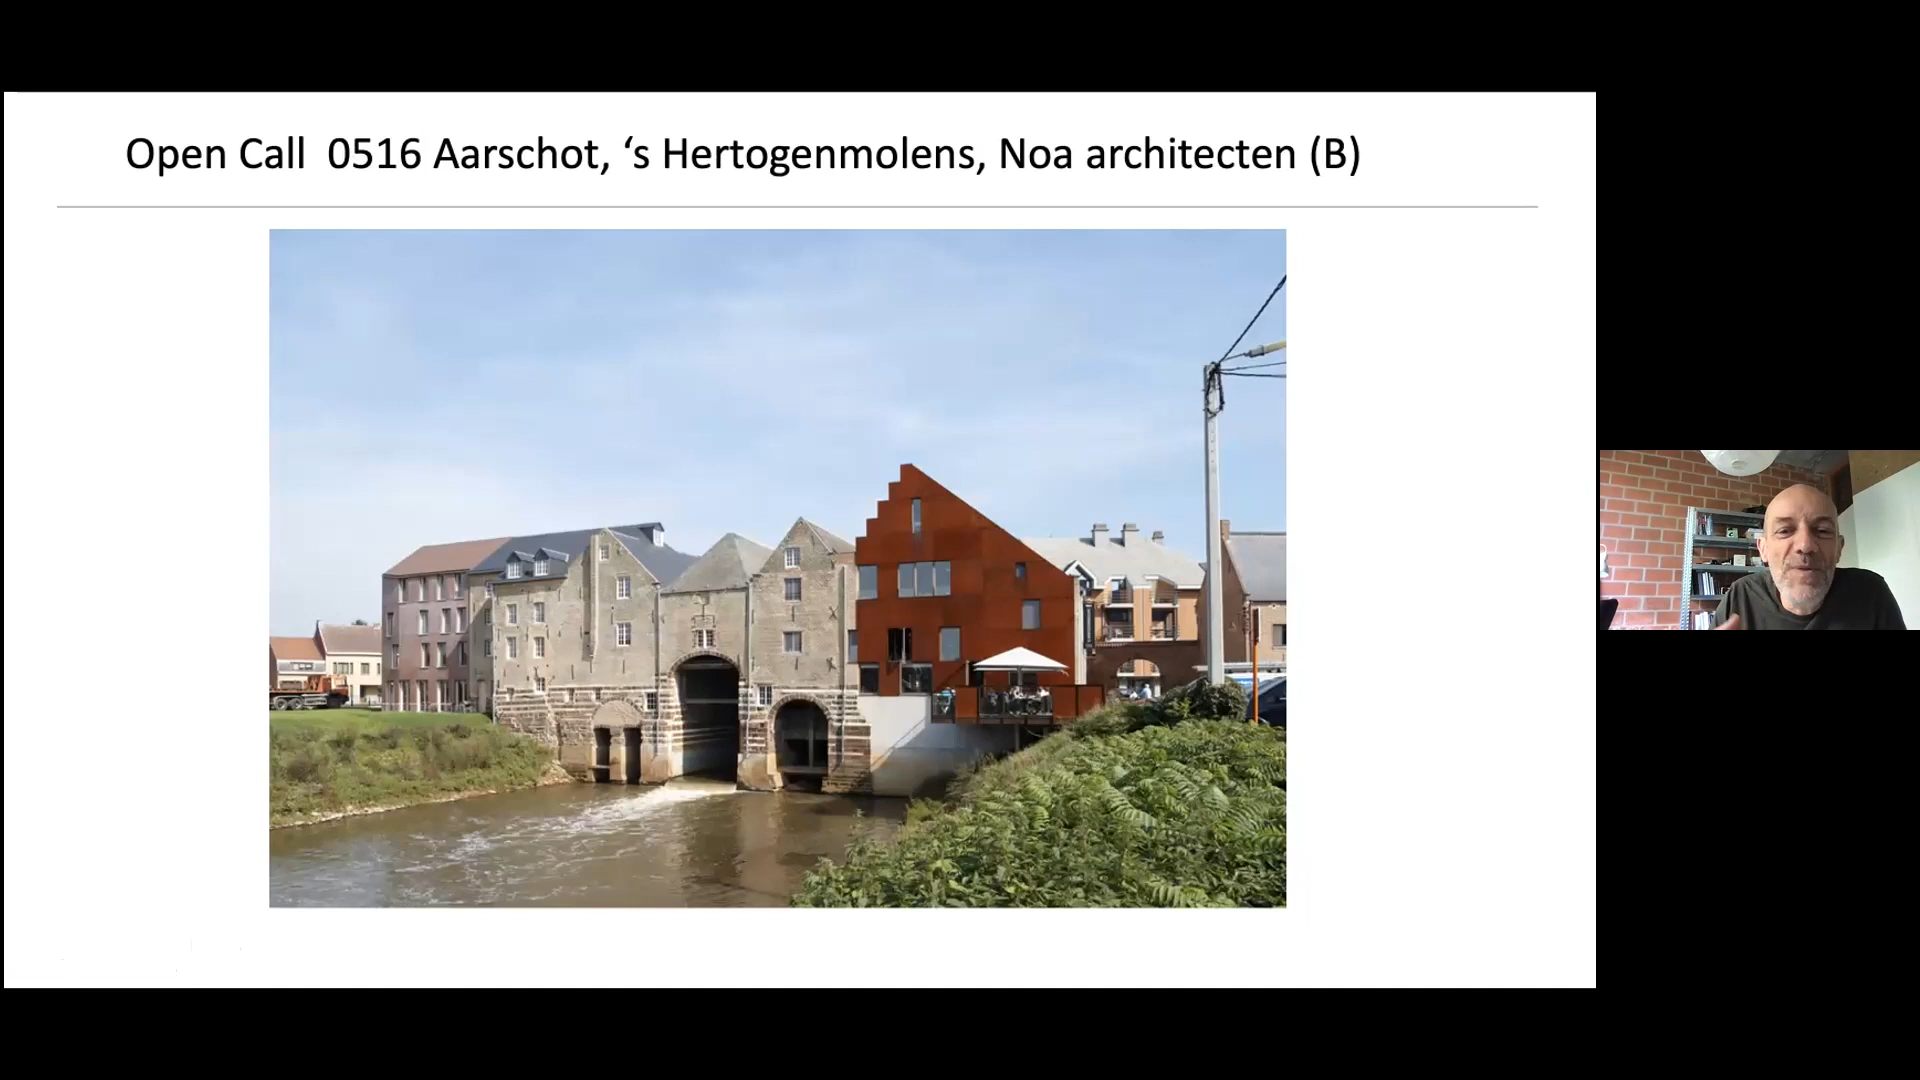 Open Call  0516 Aarschot, ‘s Hertogenmolens, Noa architecten (B)